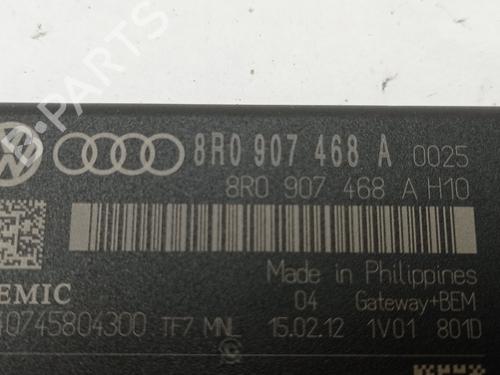 8R0 907 468 A 0025
8R0 907 468 A H10
Made in Philippines
04 Gateway+BEM
EMIC
40745804300 TF7 MNL 15.02.12 1V01 801D
B-PARTS